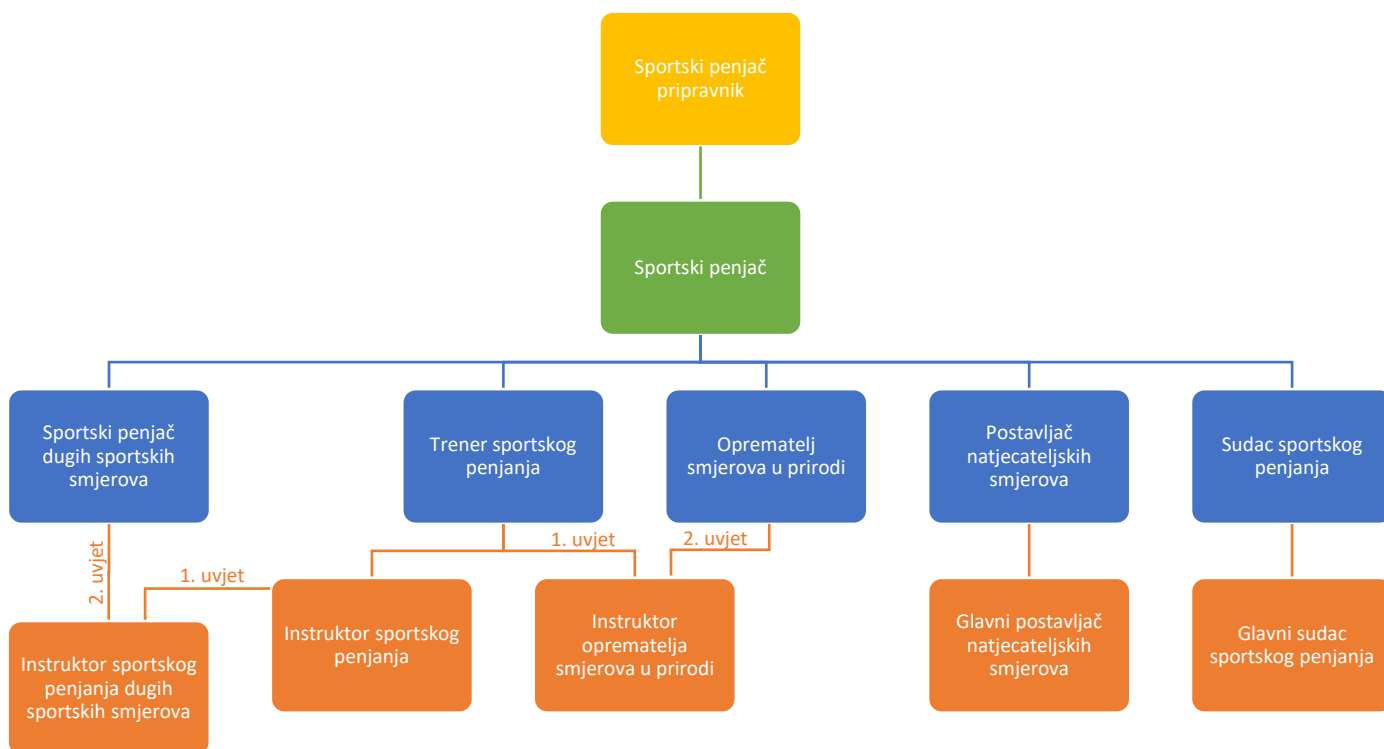 Sportski penjač
pripravnik
Sportski penjač
Sportski penjač
dugih sportskih
smjerova
Trener sportskog
penjanja
Oprematelj
smjerova u prirodi
Postavljač
natjecateljskih
smjerova
Sudac sportskog
penjanja
2. uvjet
1. uvjet
1. uvjet
2. uvjet
Instruktor sportskog
penjanja dugih
sportskih smjerova
Instruktor sportskog
penjanja
Instruktor
oprematelja
smjerova u prirodi
Glavni postavljač
natjecateljskih
smjerova
Glavni sudac
sportskog penjanja